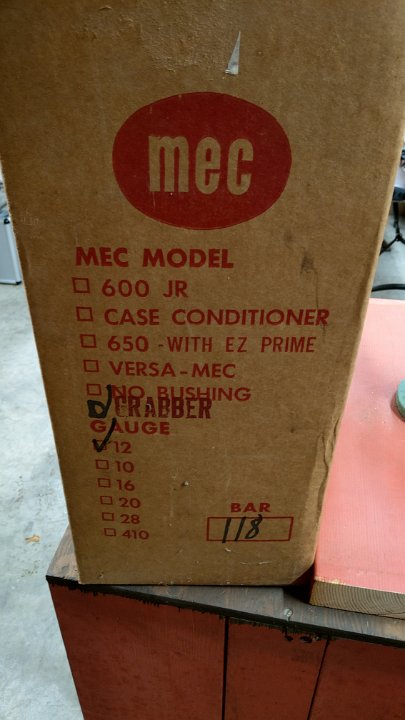 mec
MEC MODEL
600 JR
CASE CONDITIONER
650 - WITH EZ PRIME
VERSA-MEC
NO BUSHING
GRABBER
GAUGE
12
10
16
20
28
410
BAR
118